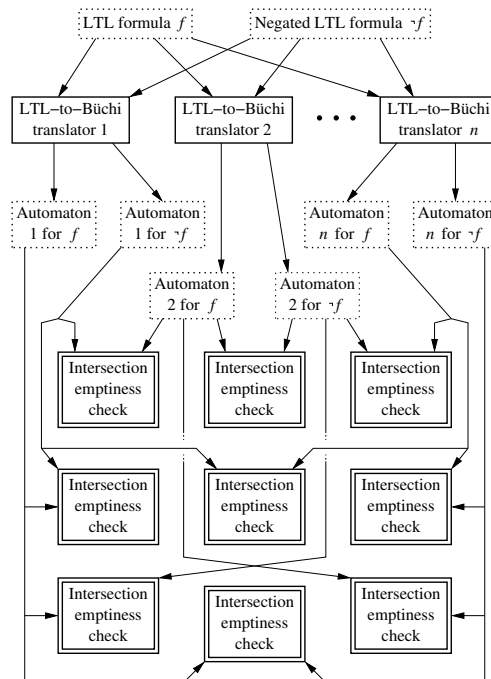 LTL formula f
Negated LTL formula ¬f
LTL−to−Büchi
translator 1
LTL−to−Büchi
translator 2
• • •
LTL−to−Büchi
translator n
Automaton
1 for f
Automaton
1 for ¬f
Automaton
n for f
Automaton
n for ¬f
Automaton
2 for f
Automaton
2 for ¬f
Intersection
emptiness
check
Intersection
emptiness
check
Intersection
emptiness
check
Intersection
emptiness
check
Intersection
emptiness
check
Intersection
emptiness
check
Intersection
emptiness
check
Intersection
emptiness
check
Intersection
emptiness
check